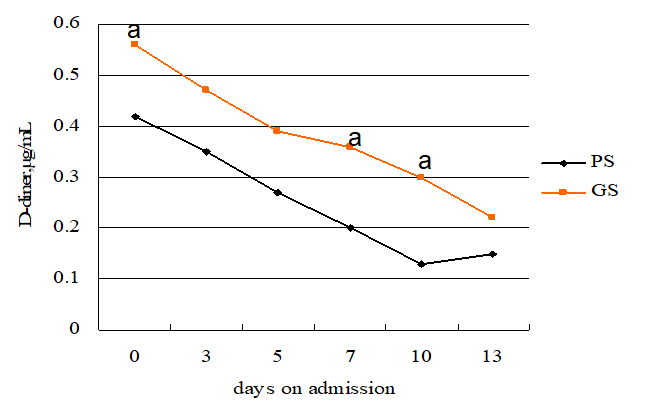 0.6
a
0.5
0.4
a
a
0.3
0.2
0.1
0
D-dimer,μg/mL
0 3 5 7 10 13
days on admission
PS
GS